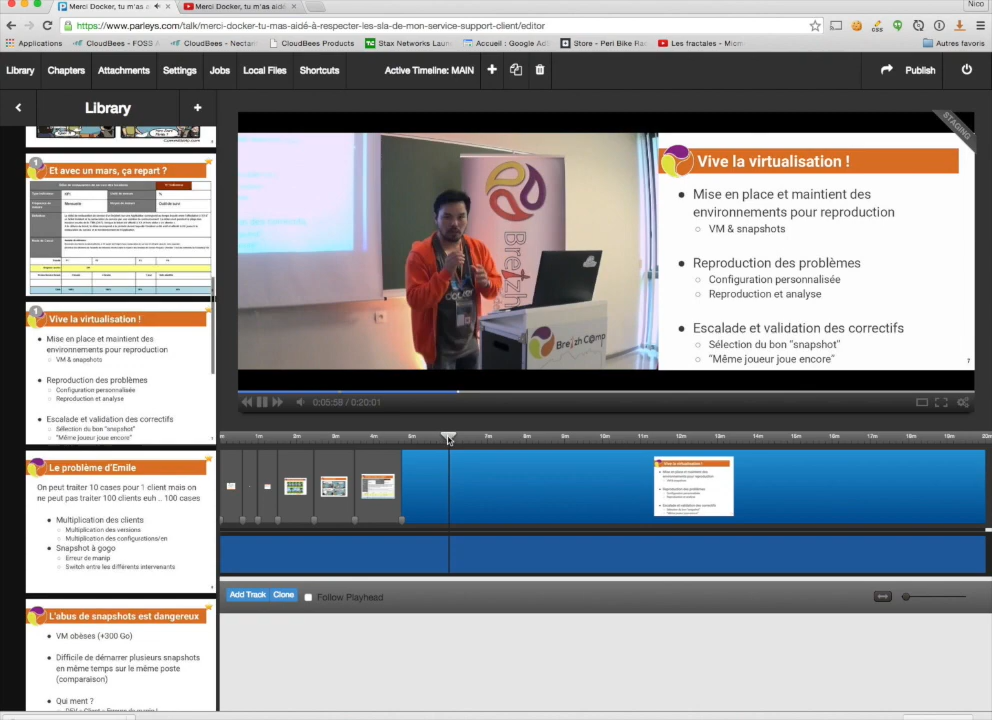 Merci Docker, tu m'as a
Merci Docker, tu m'as aid
Nico
https://www.parleys.com/talk/merci-docker-tu-mas-aidé-à-respecter-les-sla-de-mon-service-support-client/editor
Applications
CloudBees - FOSS
CloudBees - Nectar
CloudBees Products
Stax Networks Laun
Accueil : Google Ad
Store - Peri Bike Ra
Les fractales - Miom
Autres favoris
Library
Chapters
Attachments
Settings
Jobs
Local Files
Shortcuts
Active Timeline: MAIN
Publish
Library
STAGING
1
Et avec un mars, ça repart ?
1
Vive la virtualisation !
Mise en place et maintient des
environnements pour reproduction
VM & snapshots
Reproduction des problèmes
Configuration personnalisée
Reproduction et analyse
Escalade et validation des correctifs
Sélection du bon "snapshot"
"Même joueur joue encore"
Le problème d'Emile
On peut traiter 10 cases pour 1 client mais on
ne peut pas traiter 100 clients euh .. 100 cases
Multiplication des clients
Multiplication des versions
Multiplication des configurations/en
Snapshot à gogo
Erreur de manip
Switch entre les différents intervenants
L'abus de snapshots est dangereux
VM obèses (+300 Go)
Difficile de démarrer plusieurs snapshots
en même temps sur le même poste
(comparaison)
Qui ment ?
Breizh
Breizh C@mp
Vive la virtualisation !
Mise en place et maintient des
environnements pour reproduction
VM & snapshots
Reproduction des problèmes
Configuration personnalisée
Reproduction et analyse
Escalade et validation des correctifs
Sélection du bon "snapshot"
"Même joueur joue encore"
7
0:05:58 / 0:20:01
1m
2m
3m
4m
5m
7m
8m
9m
10m
11m
12m
13m
14m
15m
16m
17m
18m
19m
20m
Vive la virtualisation !
Add Track
Clone
Follow Playhead